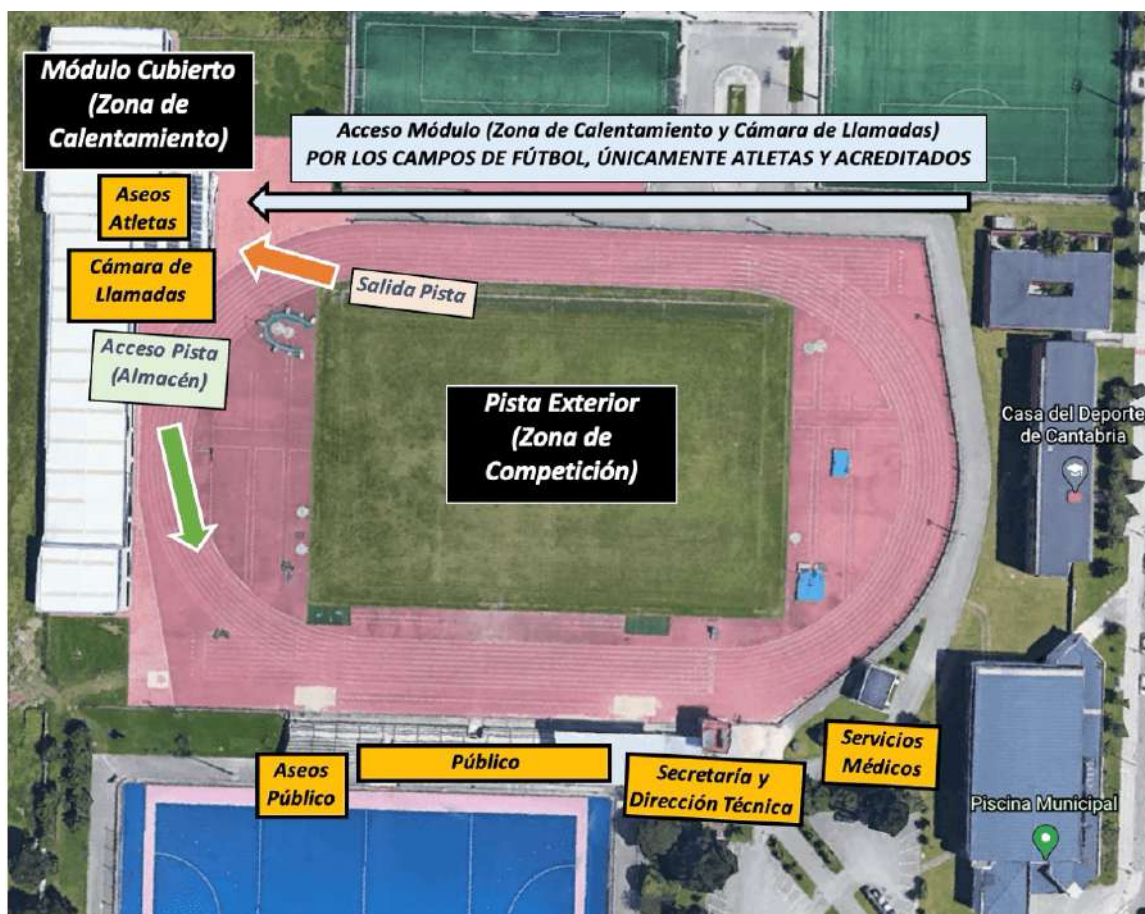 Módulo Cubierto
(Zona de
Calentamiento)
Acceso Módulo (Zona de Calentamiento y Cámara de Llamadas)
POR LOS CAMPOS DE FÚTBOL, ÚNICAMENTE ATLETAS Y ACREDITADOS
Aseos
Atletas
Cámara de
Llamadas
Salida Pista
Acceso Pista
(Almacén)
Pista Exterior
(Zona de
Competición)
Casa del Deporte
de Cantabria
Aseos
Público
Público
Secretaría y
Dirección Técnica
Servicios
Médicos
Piscina Municipal